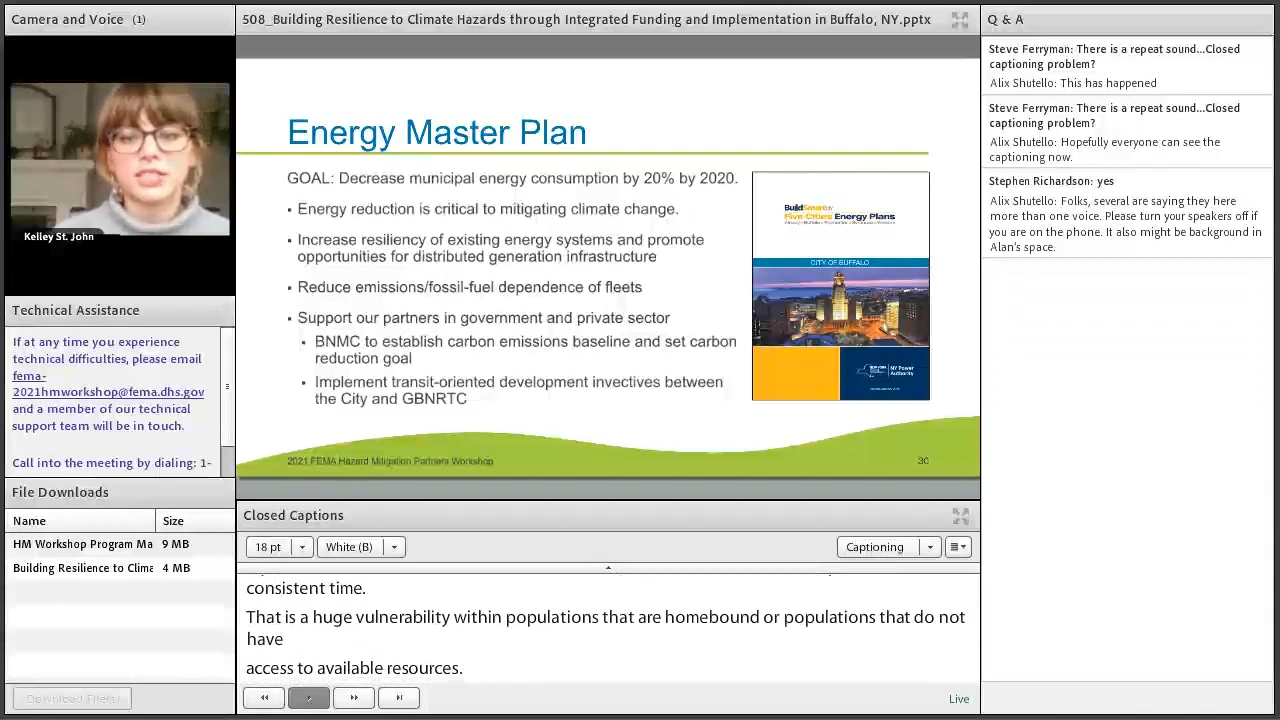 Camera and Voice (1)
Kelley St. John
Technical Assistance
If at any time you experience
technical difficulties, please email
fema-
2021hmworkshop@fema.dhs.gov
and a member of our technical
support team will be in touch.
Call into the meeting by dialing: 1-
File Downloads
Name Size
HM Workshop Program Ma 9 MB
Building Resilience to Clima 4 MB
Download File(s)
508_Building Resilience to Climate Hazards through Integrated Funding and Implementation in Buffalo, NY.pptx
Energy Master Plan
GOAL: Decrease municipal energy consumption by 20% by 2020.
▪ Energy reduction is critical to mitigating climate change.
▪ Increase resiliency of existing energy systems and promote
opportunities for distributed generation infrastructure
▪ Reduce emissions/fossil-fuel dependence of fleets
▪ Support our partners in government and private sector
▪ BNMC to establish carbon emissions baseline and set carbon
reduction goal
▪ Implement transit-oriented development invectives between
the City and GBNRTC
BuildSmart
Five Cities Energy Plans
CITY OF BUFFALO
NY Power
Authority
2021 FEMA Hazard Mitigation Partners Workshop
30
Closed Captions
18 pt White (B) Captioning
consistent time.
That is a huge vulnerability within populations that are homebound or populations that do not
have
access to available resources.
Live
Q & A
Steve Ferryman: There is a repeat sound...Closed
captioning problem?
Alix Shutello: This has happened
Steve Ferryman: There is a repeat sound...Closed
captioning problem?
Alix Shutello: Hopefully everyone can see the
captioning now.
Stephen Richardson: yes
Alix Shutello: Folks, several are saying they here
more than one voice. Please turn your speakers off if
you are on the phone. It also might be background in
Alan's space.